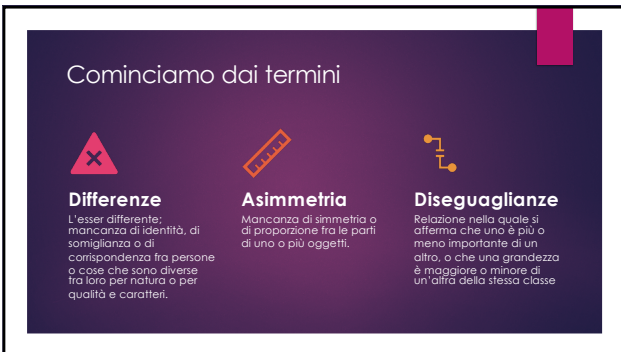 Cominciamo dai termini
Differenze
L'esser differente;
mancanza di identità, di
somiglianza o di
corrispondenza fra persone
o cose che sono diverse
tra loro per natura o per
qualità e caratteri.
Asimmetria
Mancanza di simmetria o
di proporzione fra le parti
di uno o più oggetti.
Diseguaglianze
Relazione nella quale si
afferma che uno è più o
meno importante di un
altro, o che una grandezza
è maggiore o minore di
un'altra della stessa classe